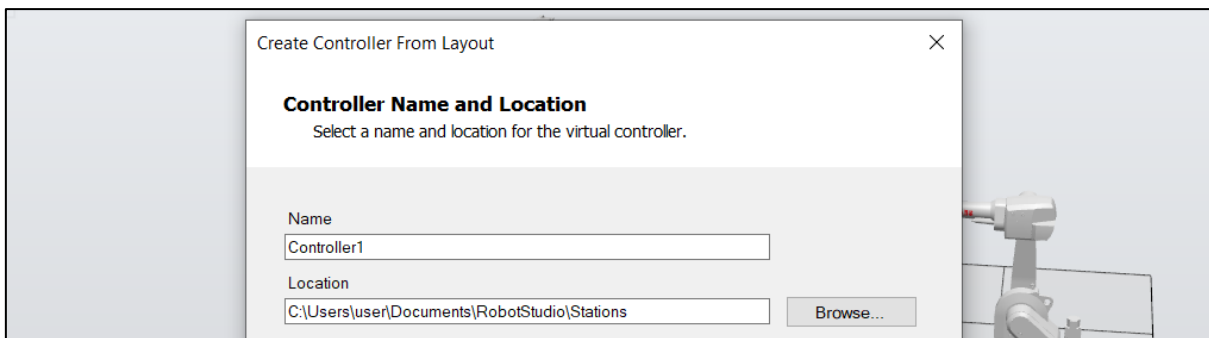 Create Controller From Layout
Controller Name and Location
Select a name and location for the virtual controller.
Name
Controller1
Location
C:\Users\user\Documents\RobotStudio\Stations
Browse...